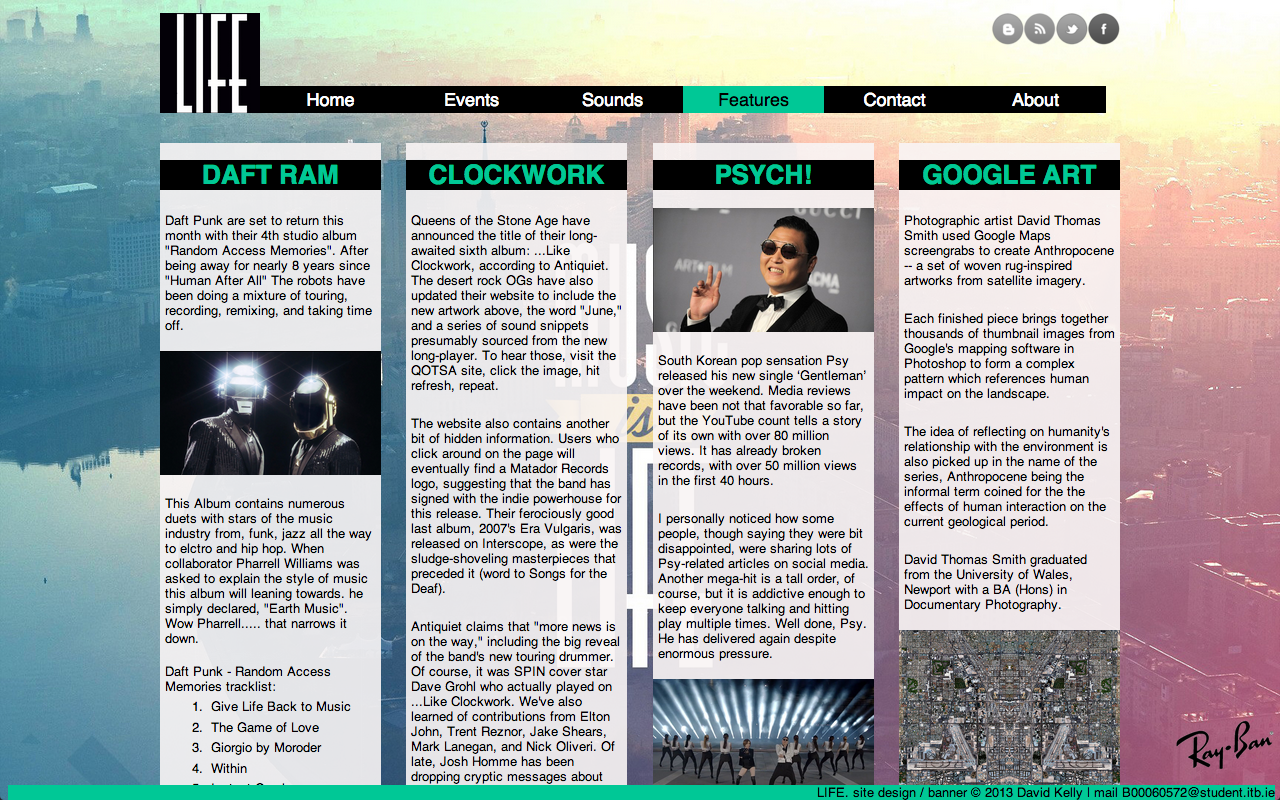 LIFE
Home Events Sounds Features Contact About
DAFT RAM
Daft Punk are set to return this
month with their 4th studio album
"Random Access Memories". After
being away for nearly 8 years since
"Human After All" The robots have
been doing a mixture of touring,
recording, remixing, and taking time
off.
This Album contains numerous
duets with stars of the music
industry from, funk, jazz all the way
to elctro and hip hop. When
collaborator Pharrell Williams was
asked to explain the style of music
this album will leaning towards. he
simply declared, "Earth Music".
Wow Pharrell..... that narrows it
down.
Daft Punk - Random Access
Memories tracklist:
1. Give Life Back to Music
2. The Game of Love
3. Giorgio by Moroder
4. Within
CLOCKWORK
Queens of the Stone Age have
announced the title of their long-
awaited sixth album: ...Like
Clockwork, according to Antiquiet.
The desert rock OGs have also
updated their website to include the
new artwork above, the word "June,"
and a series of sound snippets
presumably sourced from the new
long-player. To hear those, visit the
QOTSA site, click the image, hit
refresh, repeat.
The website also contains another
bit of hidden information. Users who
click around on the page will
eventually find a Matador Records
logo, suggesting that the band has
signed with the indie powerhouse for
this release. Their ferociously good
last album, 2007's Era Vulgaris, was
released on Interscope, as were the
sludge-shoveling masterpieces that
preceded it (word to Songs for the
Deaf).
Antiquiet claims that "more news is
on the way," including the big reveal
of the band's new touring drummer.
Of course, it was SPIN cover star
Dave Grohl who actually played on
...Like Clockwork. We've also
learned of contributions from Elton
John, Trent Reznor, Jake Shears,
Mark Lanegan, and Nick Oliveri. Of
late, Josh Homme has been
dropping cryptic messages about
PSYCH!
GUCCI
ART+FILM
LACMA
South Korean pop sensation Psy
released his new single ‘Gentleman’
over the weekend. Media reviews
have been not that favorable so far,
but the YouTube count tells a story
of its own with over 80 million
views. It has already broken
records, with over 50 million views
in the first 40 hours.
I personally noticed how some
people, though saying they were bit
disappointed, were sharing lots of
Psy-related articles on social media.
Another mega-hit is a tall order, of
course, but it is addictive enough to
keep everyone talking and hitting
play multiple times. Well done, Psy.
He has delivered again despite
enormous pressure.
GOOGLE ART
Photographic artist David Thomas
Smith used Google Maps
screengrabs to create Anthropocene
-- a set of woven rug-inspired
artworks from satellite imagery.
Each finished piece brings together
thousands of thumbnail images from
Google's mapping software in
Photoshop to form a complex
pattern which references human
impact on the landscape.
The idea of reflecting on humanity's
relationship with the environment is
also picked up in the name of the
series, Anthropocene being the
informal term coined for the the
effects of human interaction on the
current geological period.
David Thomas Smith graduated
from the University of Wales,
Newport with a BA (Hons) in
Documentary Photography.
MUSIC
is
LIFE
Ray-Ban
LIFE. site design / banner © 2013 David Kelly I mail B00060572@student.itb.ie